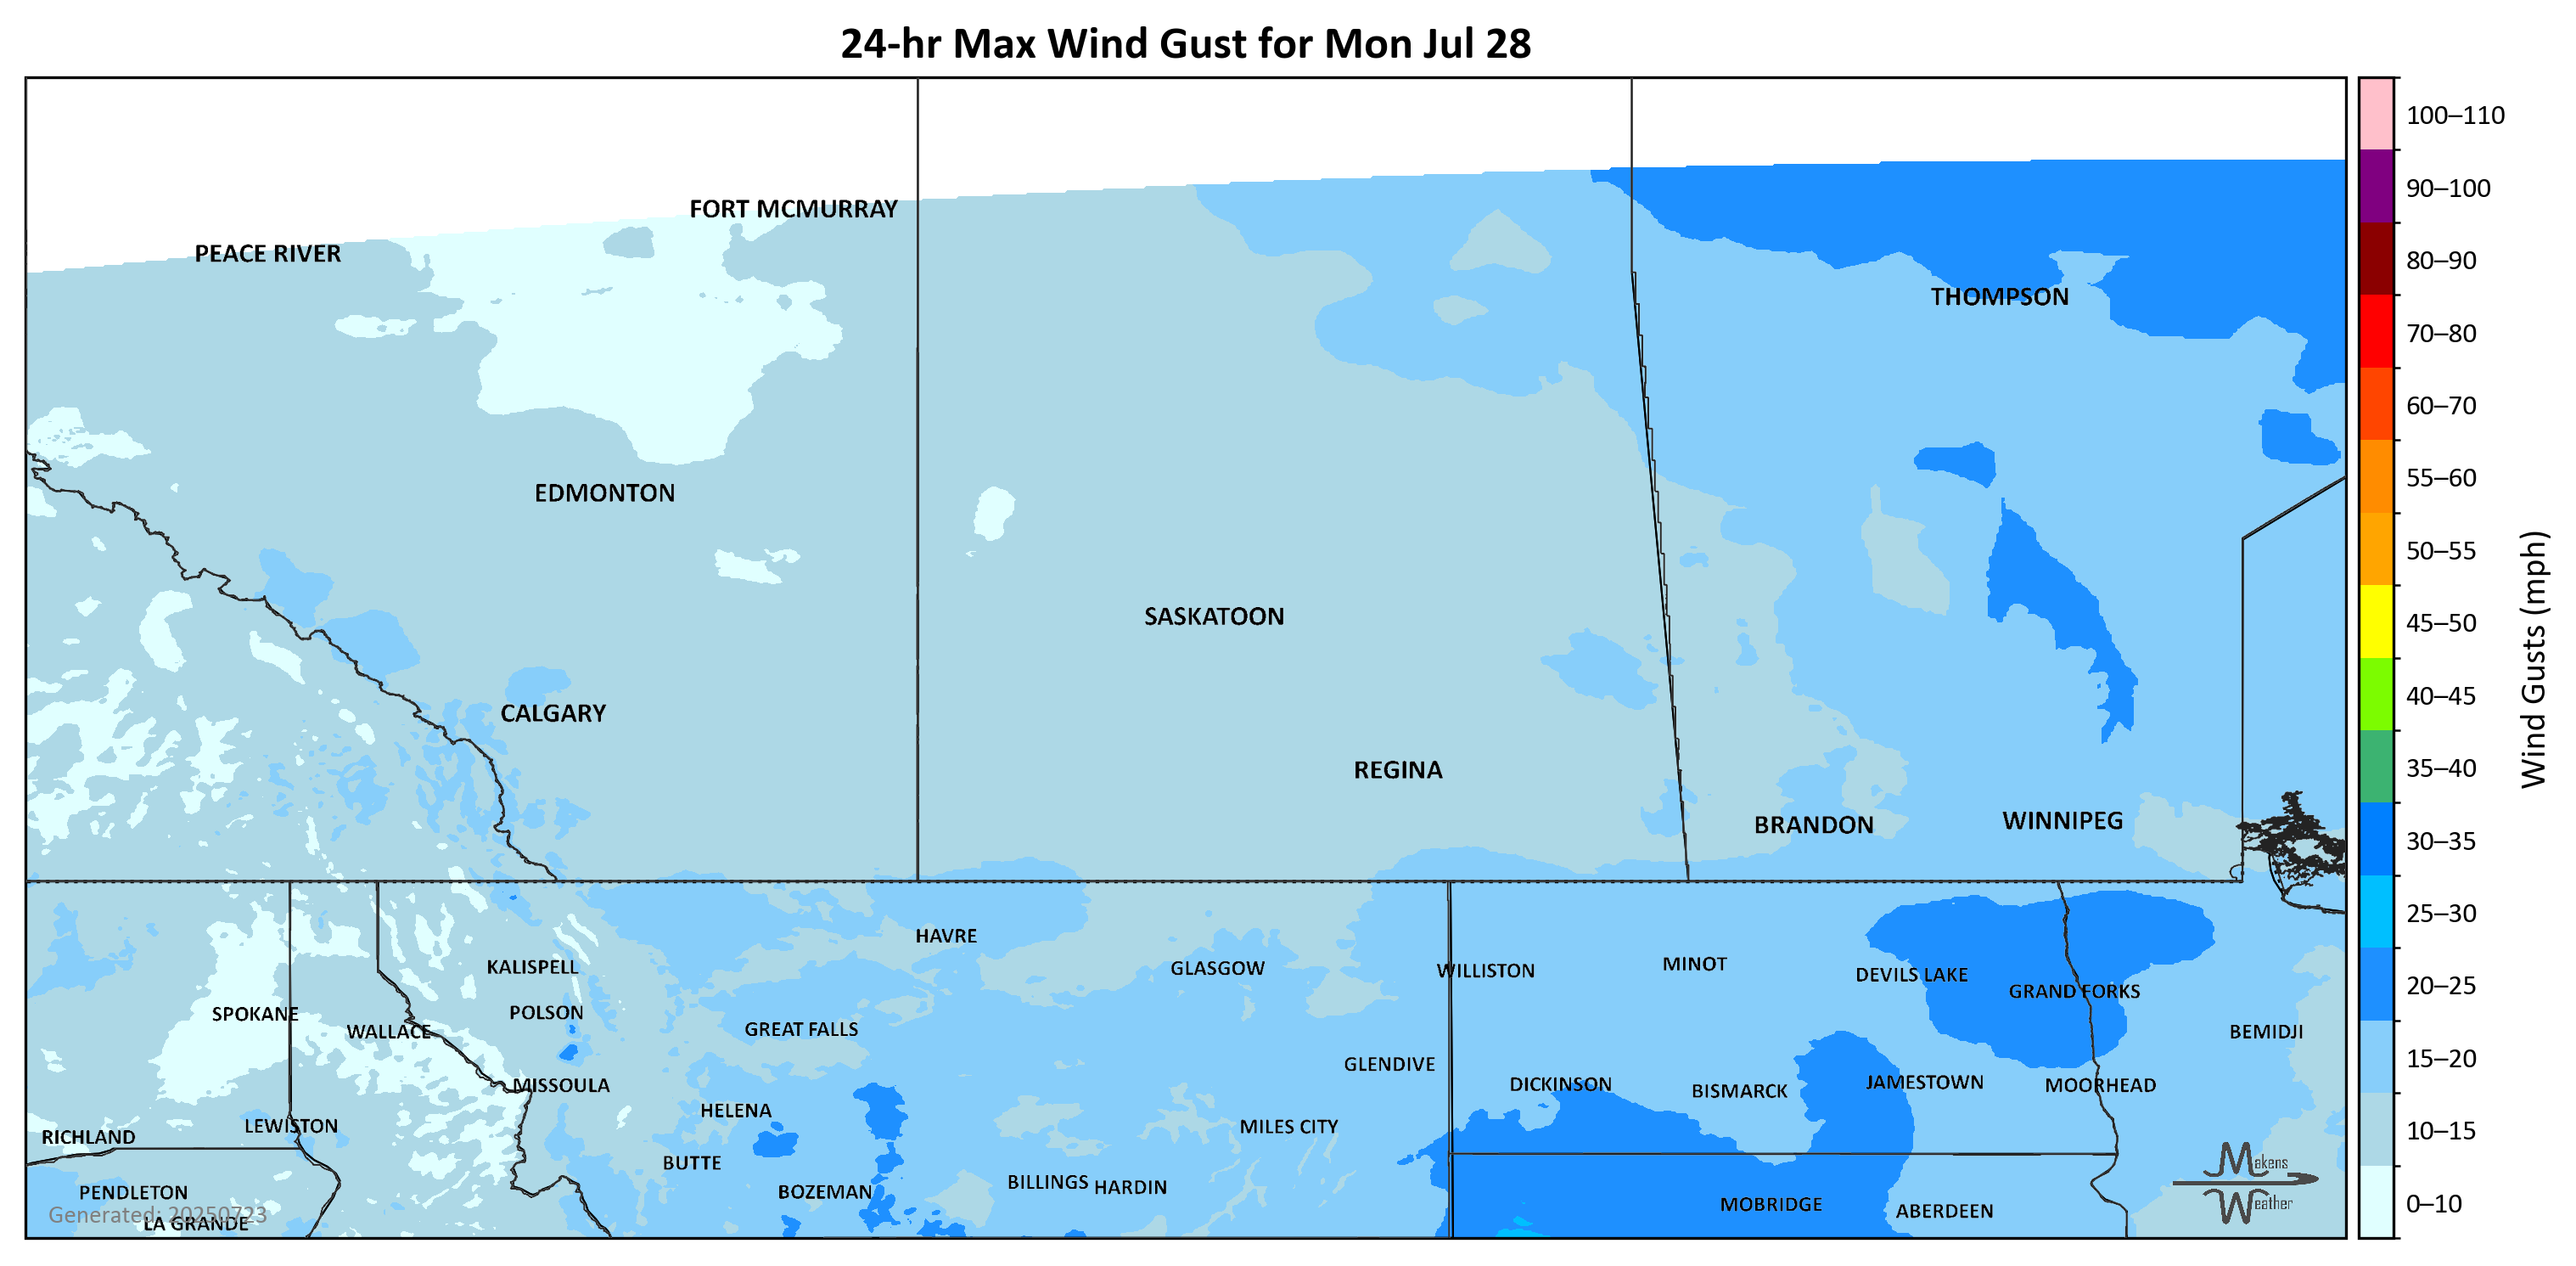 24-hr Max Wind Gust for Mon Jul 28
100–110
FORT MCMURRAY
90–100
PEACE RIVER
80–90
THOMPSON
70–80
60–70
EDMONTON
55–60
50–55
SASKATOON
45–50
Wind Gusts (mph)
CALGARY
40–45
REGINA
35–40
BRANDON
WINNIPEG
30–35
HAVRE
25–30
KALISPELL
GLASGOW
WILLISTON
MINOT
DEVILS LAKE
20–25
GRAND FORKS
SPOKANE
POLSON
WALLACE
GREAT FALLS
BEMIDJI
GLENDIVE
15–20
MISSOULA
DICKINSON
BISMARCK
JAMESTOWN
MOORHEAD
HELENA
LEWISTON
MILES CITY
RICHLAND
10–15
BUTTE
Makens
PENDLETON
BOZEMAN
BILLINGS
HARDIN
Weather
MOBRIDGE
0–10
Generated: 20250723
LA GRANDE
ABERDEEN